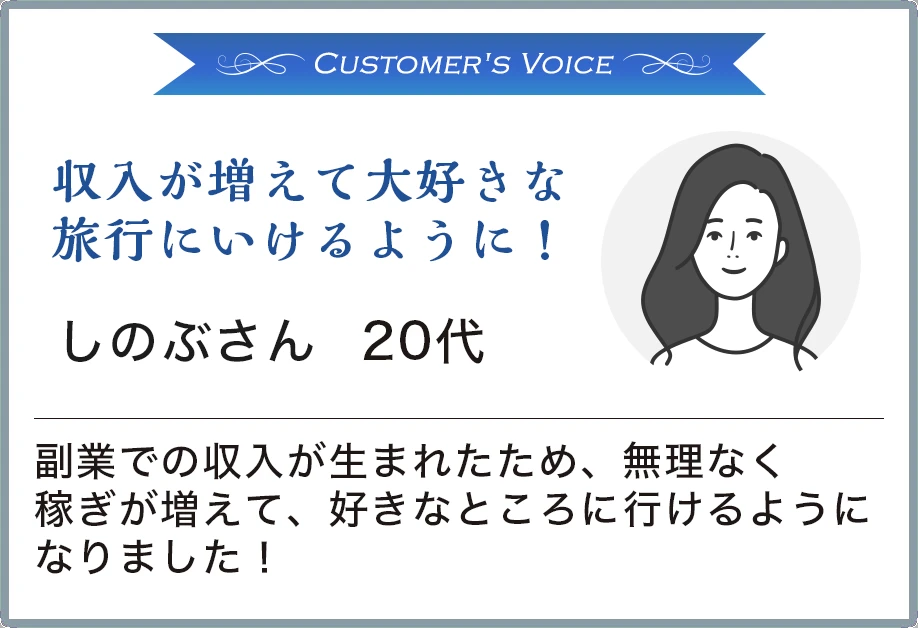 CUSTOMER'S VOICE
収入が増えて大好きな
旅行にいけるように！
しのぶさん 20代
副業での収入が生まれたため、無理なく
稼ぎが増えて、好きなところに行けるように
なりました！